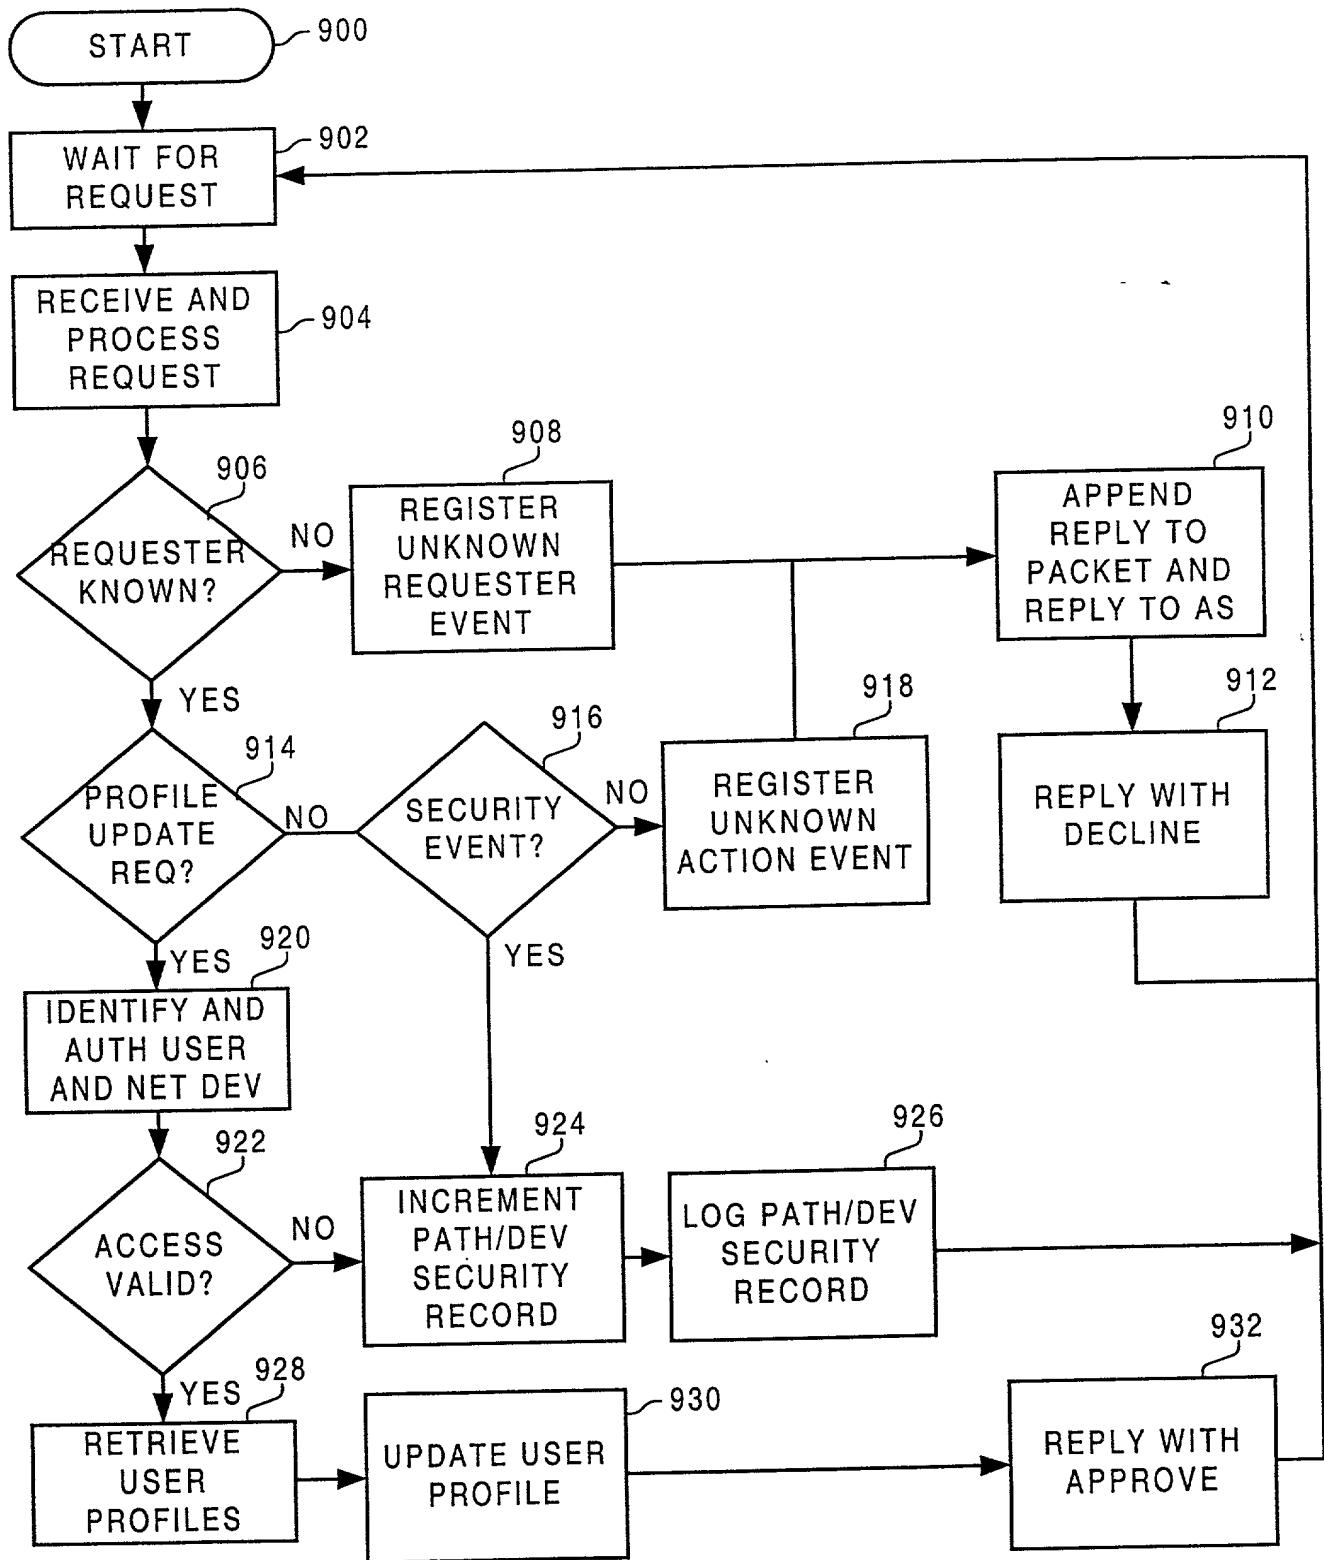 START
900
WAIT FOR
REQUEST
902
RECEIVE AND
PROCESS
REQUEST
904
REQUESTER
KNOWN?
906
NO
REGISTER
UNKNOWN
REQUESTER
EVENT
908
APPEND
REPLY TO
PACKET AND
REPLY TO AS
910
YES
PROFILE
UPDATE
REQ?
914
NO
SECURITY
EVENT?
916
NO
REGISTER
UNKNOWN
ACTION EVENT
918
REPLY WITH
DECLINE
912
YES
IDENTIFY AND
AUTH USER
AND NET DEV
920
YES
ACCESS
VALID?
922
NO
INCREMENT
PATH/DEV
SECURITY
RECORD
924
LOG PATH/DEV
SECURITY
RECORD
926
YES
RETRIEVE
USER
PROFILES
928
UPDATE USER
PROFILE
930
REPLY WITH
APPROVE
932